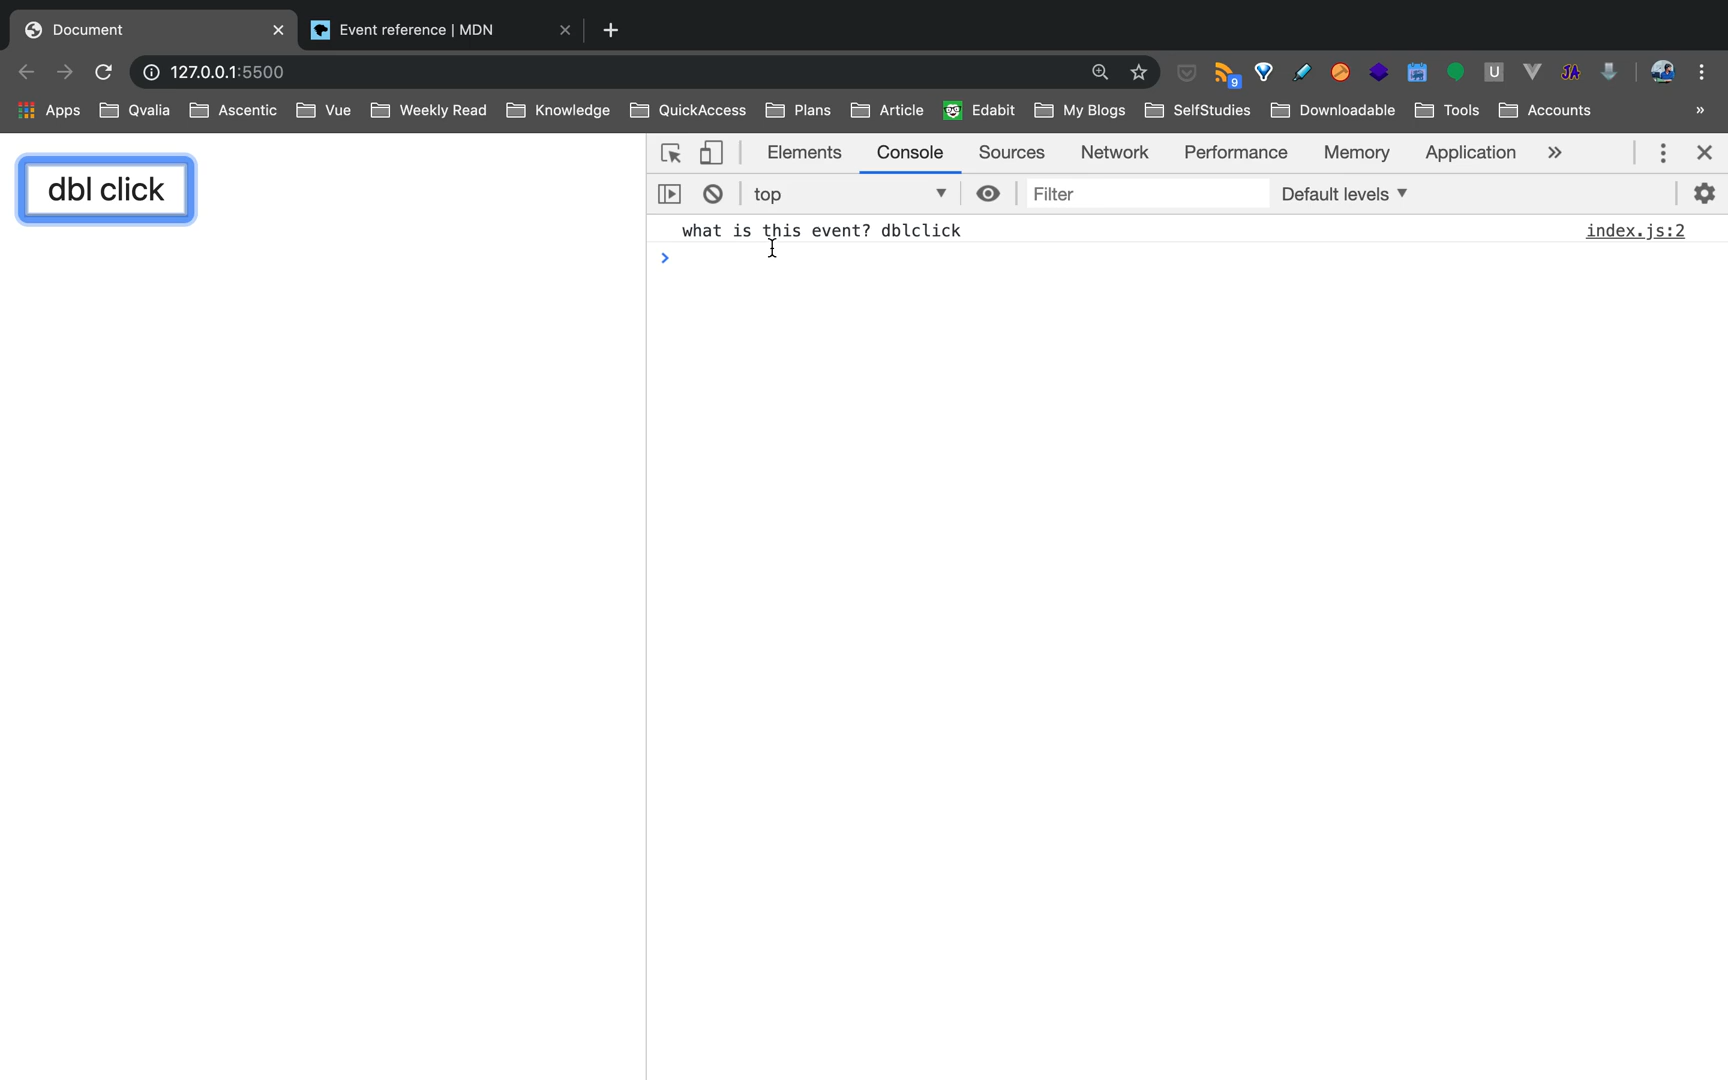 Document
Event reference | MDN
127.0.0.1:5500
9
U
JA
Apps Qvalia Ascentic Vue Weekly Read Knowledge QuickAccess Plans Article Edabit My Blogs SelfStudies Downloadable Tools Accounts »
dbl click
Elements Console Sources Network Performance Memory Application »
top Filter Default levels
what is this event? dblclick index.js:2